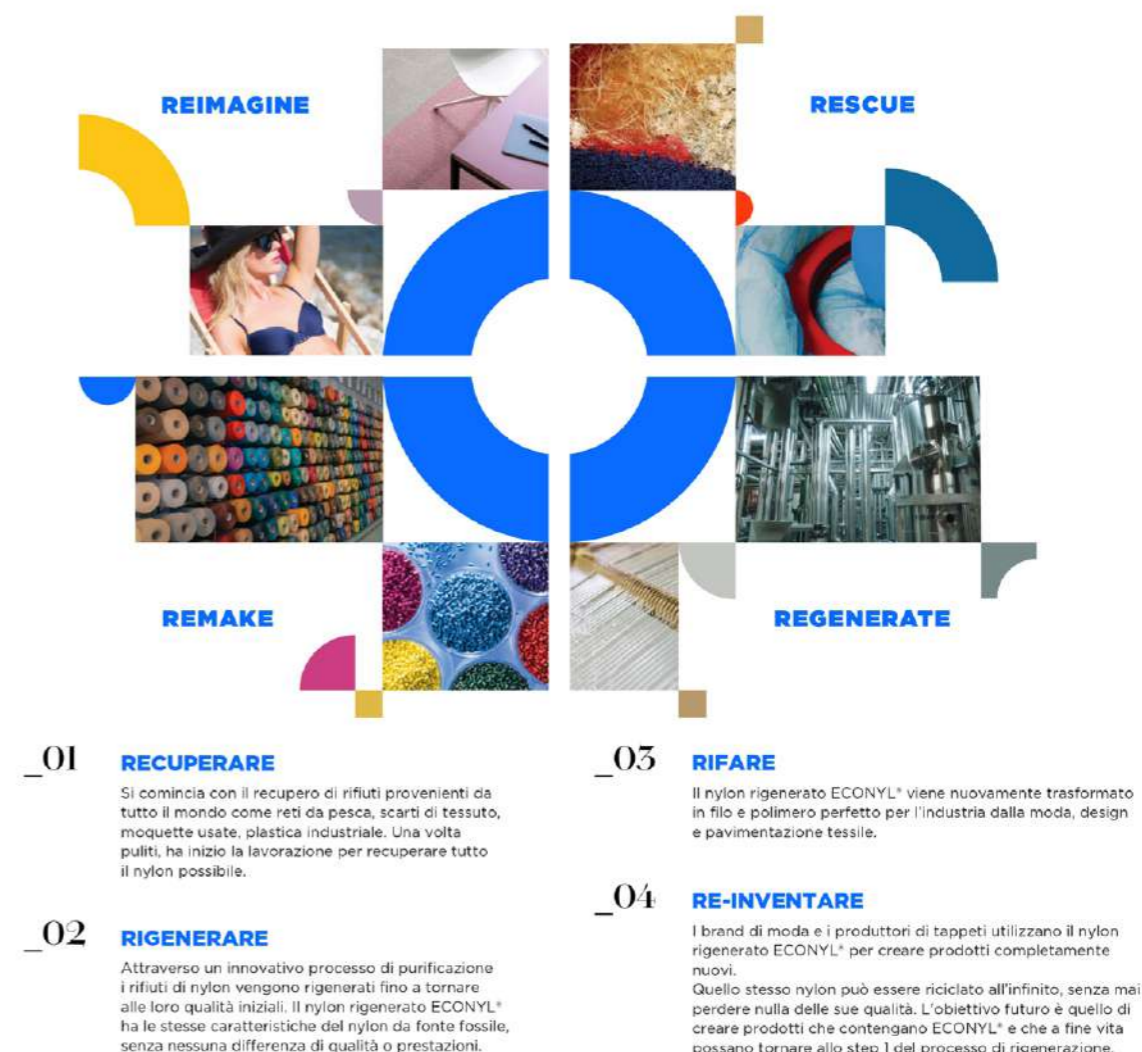 REIMAGINE
RESCUE
REMAKE
REGENERATE
_01
RECUPERARE
Si comincia con il recupero di rifiuti provenienti da
tutto il mondo come reti da pesca, scarti di tessuto,
moquette usate, plastica industriale. Una volta
puliti, ha inizio la lavorazione per recuperare tutto
il nylon possibile.
_02
RIGENERARE
Attraverso un innovativo processo di purificazione
i rifiuti di nylon vengono rigenerati fino a tornare
alle loro qualità iniziali. Il nylon rigenerato ECONYL®
ha le stesse caratteristiche del nylon da fonte fossile,
senza nessuna differenza di qualità o prestazioni.
_03
RIFARE
Il nylon rigenerato ECONYL® viene nuovamente trasformato
in filo e polimero perfetto per l'industria dalla moda, design
e pavimentazione tessile.
_04
RE-INVENTARE
I brand di moda e i produttori di tappeti utilizzano il nylon
rigenerato ECONYL® per creare prodotti completamente
nuovi.
Quello stesso nylon può essere riciclato all'infinito, senza mai
perdere nulla delle sue qualità. L'obiettivo futuro è quello di
creare prodotti che contengano ECONYL® e che a fine vita
possano tornare allo step 1 del processo di rigenerazione.